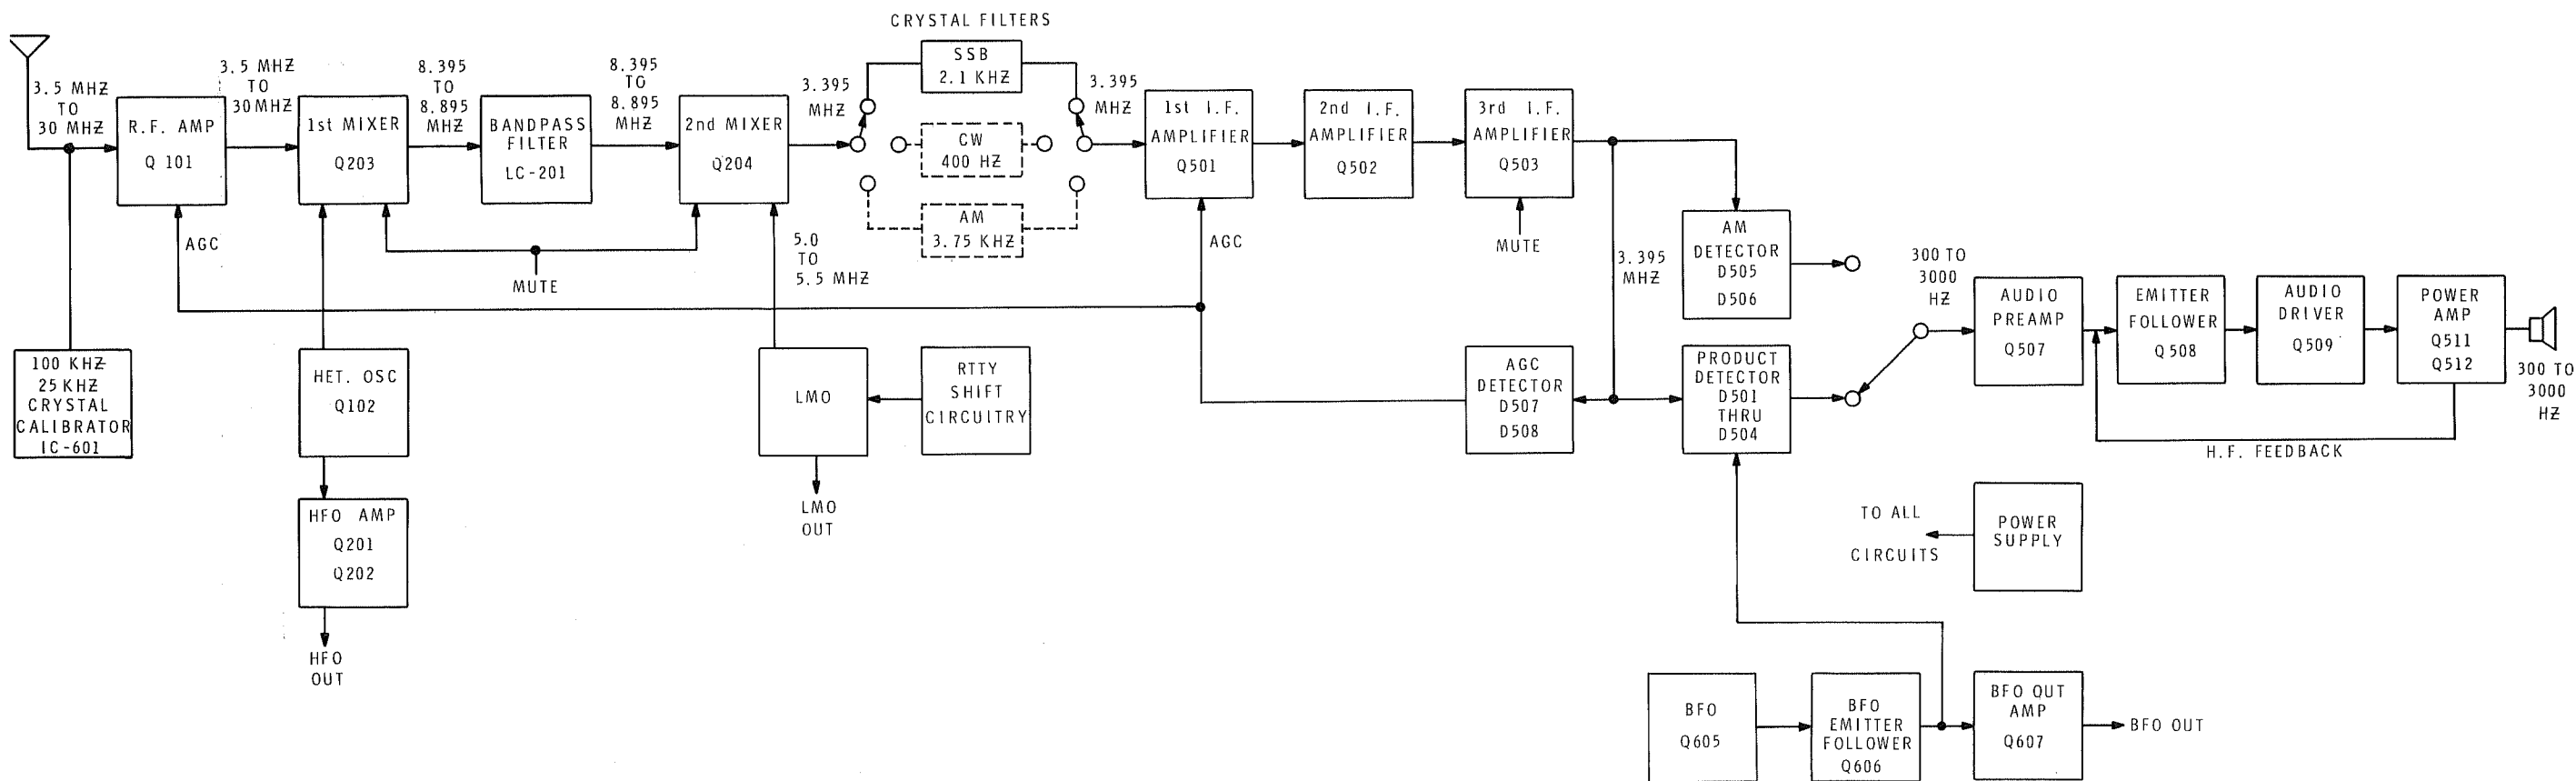 CRYSTAL FILTERS
3.5 MHZ
TO
30 MHZ
R.F. AMP
Q 101
3.5 MHZ
TO
30MHZ
1st MIXER
Q203
8.395
TO
8.895
MHZ
BANDPASS
FILTER
LC-201
8.395
TO
8.895
MHZ
2nd MIXER
Q204
3.395
MHZ
SSB
2.1 KHZ
CW
400 HZ
AM
3.75 KHZ
3.395
MHZ
1st I.F.
AMPLIFIER
Q501
2nd I.F.
AMPLIFIER
Q502
3rd I.F.
AMPLIFIER
Q503
AGC
MUTE
5.0
TO
5.5 MHZ
AGC
MUTE
3.395
MHZ
AM
DETECTOR
D505
D506
300 TO
3000
HZ
100 KHZ
25 KHZ
CRYSTAL
CALIBRATOR
IC-601
HET. OSC
Q102
LMO
RTTY
SHIFT
CIRCUITRY
AGC
DETECTOR
D507
D508
PRODUCT
DETECTOR
D501
THRU
D504
AUDIO
PREAMP
Q507
EMITTER
FOLLOWER
Q508
AUDIO
DRIVER
Q509
POWER
AMP
Q511
Q512
300 TO
3000
HZ
H.F. FEEDBACK
HFO AMP
Q201
Q202
LMO
OUT
TO ALL
CIRCUITS
POWER
SUPPLY
HFO
OUT
BFO
Q605
BFO
EMITTER
FOLLOWER
Q606
BFO OUT
AMP
Q607
BFO OUT